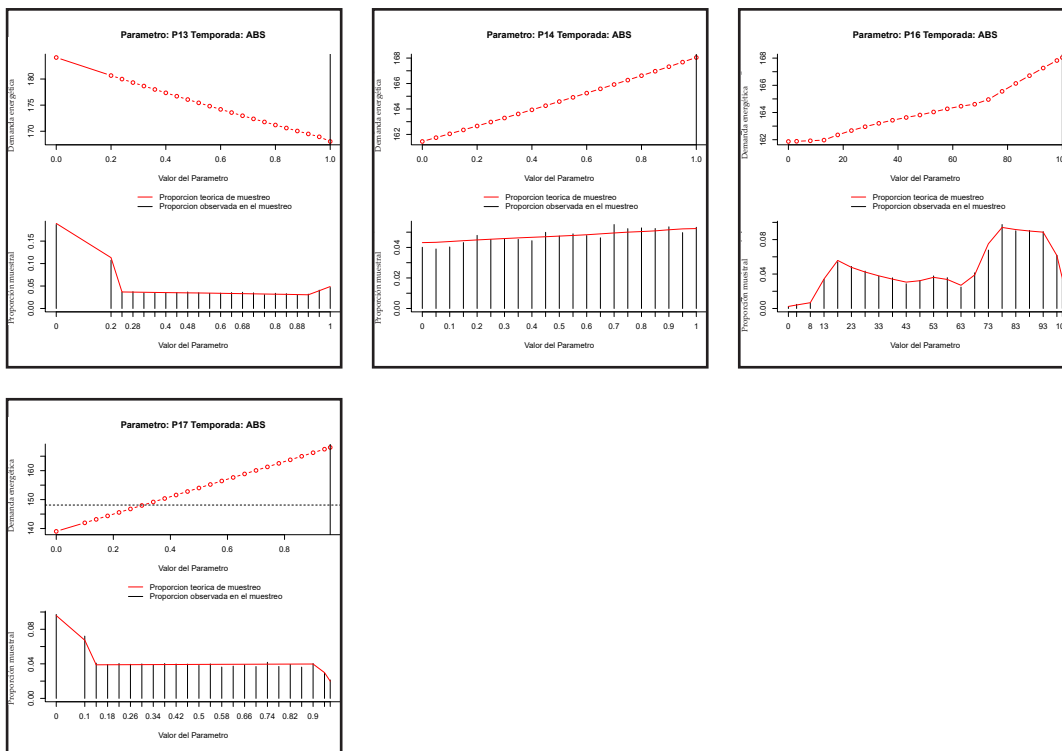 Parametro: P13 Temporada: ABS
Demanda energética
180
175
170
0.0 0.2 0.4 0.6 0.8 1.0
Valor del Parametro
Proporcion teorica de muestreo
Proporcion observada en el muestreo
Proporción muestral
0.15
0.10
0.05
0.00
0 0.2 0.28 0.48 0.68 0.88 1
Valor del Parametro
Parametro: P14 Temporada: ABS
Demanda energética
168
166
164
162
0.0 0.2 0.4 0.6 0.8 1.0
Valor del Parametro
Proporcion teorica de muestreo
Proporcion observada en el muestreo
Proporción muestral
0.04
0.02
0.00
0 0.1 0.2 0.3 0.4 0.5 0.6 0.7 0.8 0.9 1
Valor del Parametro
Parametro: P16 Temporada: ABS
Demanda energética
168
166
164
162
0 20 40 60 80 10
Valor del Parametro
Proporcion teorica de muestreo
Proporcion observada en el muestreo
Proporción muestral
0.08
0.04
0.00
0 8 13 23 33 43 53 63 73 83 93 10
Valor del Parametro
Parametro: P17 Temporada: ABS
Demanda energética
160
150
140
0.0 0.2 0.4 0.6 0.8
Valor del Parametro
Proporcion teorica de muestreo
Proporcion observada en el muestreo
Proporción muestral
0.08
0.04
0.00
0 0.1 0.18 0.26 0.34 0.42 0.5 0.58 0.66 0.74 0.82 0.9
Valor del Parametro